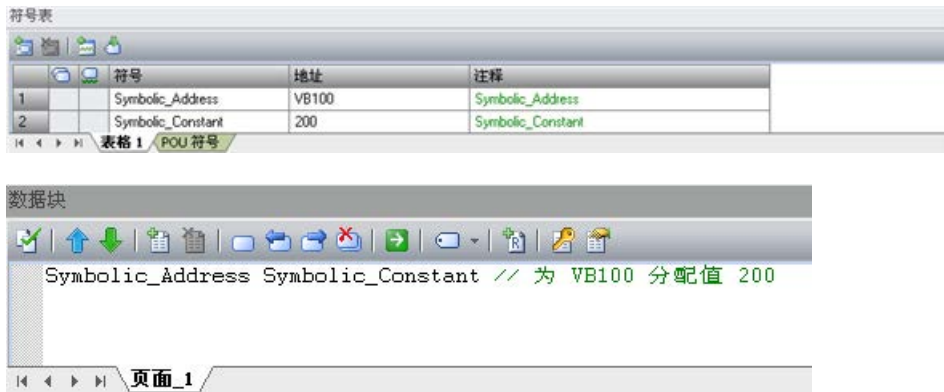 符号表
符号 地址 注释
1 Symbolic_Address VB100 Symbolic_Address
2 Symbolic_Constant 200 Symbolic_Constant
表格 1 POU 符号
数据块
Symbolic_Address Symbolic_Constant // 为 VB100 分配值 200
页面_1